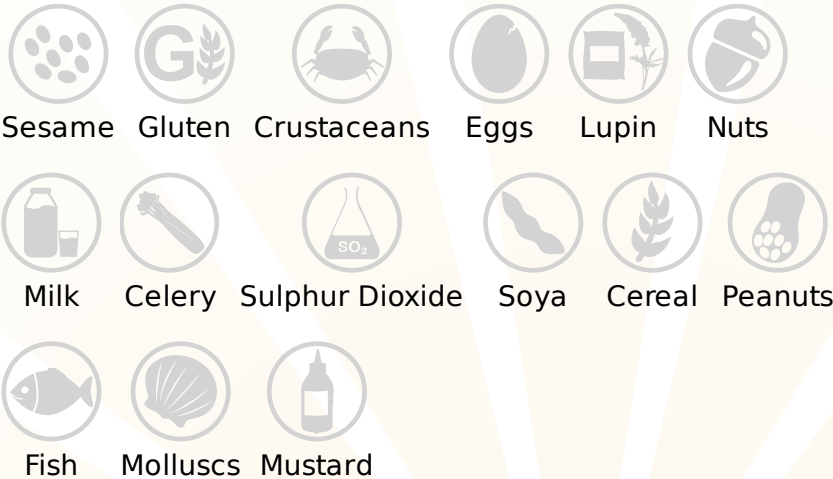 G
Sesame Gluten Crustaceans Eggs Lupin Nuts
SO₂
Milk Celery Sulphur Dioxide Soya Cereal Peanuts
Fish Molluscs Mustard